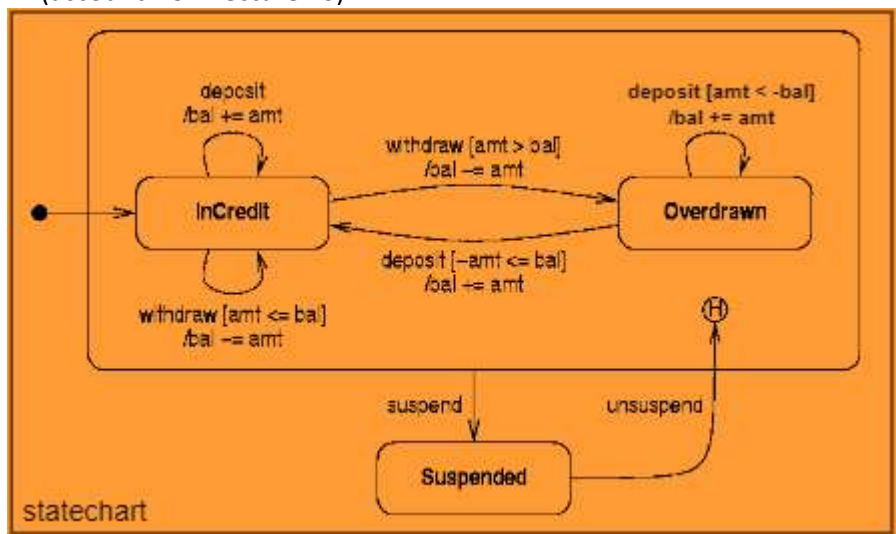 deposit
/bal += amt
deposit [amt < -bal]
/bal += amt
withdraw [amt > bal]
/bal -= amt
InCredit
Overdrawn
deposit [-amt <= bal]
/bal += amt
withdraw [amt <= bal]
/bal -= amt
H
suspend
unsuspend
Suspended
statechart